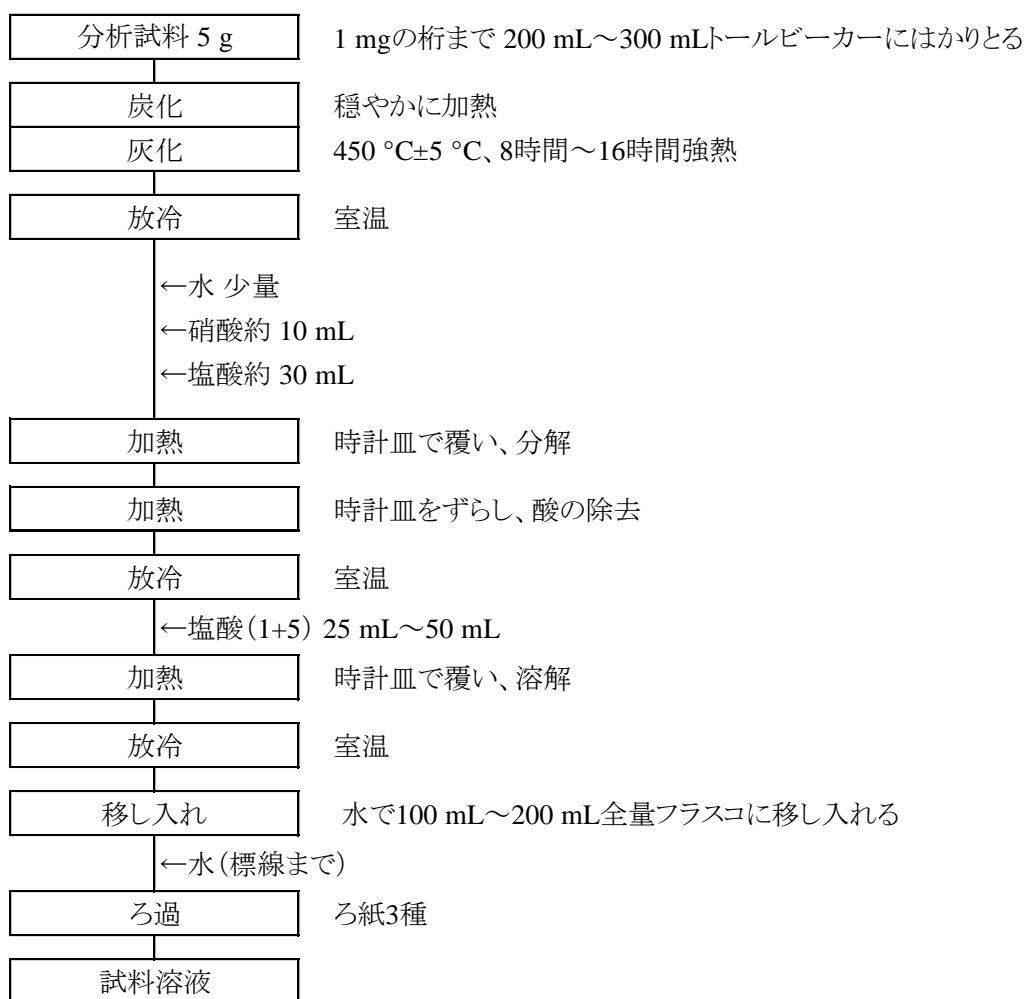 分析試料 5 g 1 mgの桁まで 200 mL～300 mLトールビーカーにはかりとる
炭化 穏やかに加熱
灰化 450 °C±5 °C、8時間～16時間強熱
放冷 室温
←水 少量
←硝酸約 10 mL
←塩酸約 30 mL
加熱 時計皿で覆い、分解
加熱 時計皿をずらし、酸の除去
放冷 室温
←塩酸（1+5） 25 mL～50 mL
加熱 時計皿で覆い、溶解
放冷 室温
移し入れ 水で100 mL～200 mL全量フラスコに移し入れる
←水（標線まで）
ろ過 ろ紙3種
試料溶液